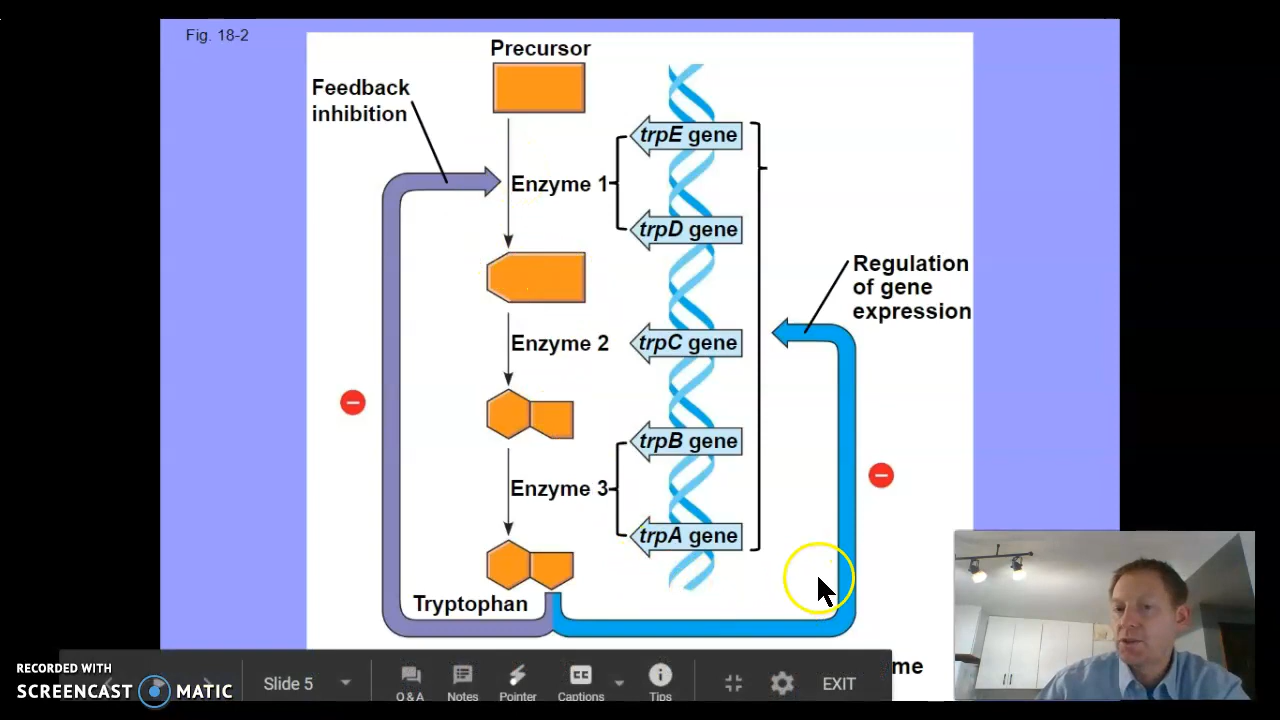 Fig. 18-2
Precursor
Feedback
inhibition
trpE gene
Enzyme 1
trpD gene
Regulation
of gene
expression
Enzyme 2
trpC gene
trpB gene
Enzyme 3
trpA gene
Tryptophan
me
RECORDED WITH
SCREENCAST MATIC
Slide 5
Q & A
Notes
Pointer
CC
Captions
Tips
EXIT